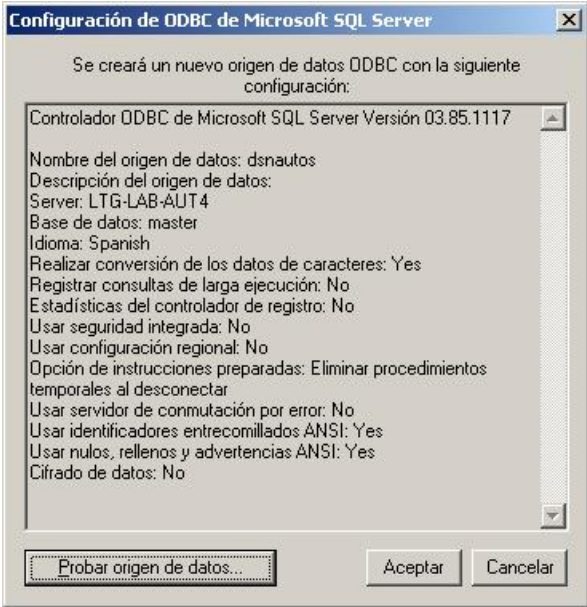 Configuración de ODBC de Microsoft SQL Server
Se creará un nuevo origen de datos ODBC con la siguiente
configuración:
Controlador ODBC de Microsoft SQL Server Versión 03.85.1117
Nombre del origen de datos: dsnautos
Descripción del origen de datos:
Server: LTG-LAB-AUT4
Base de datos: master
Idioma: Spanish
Realizar conversión de los datos de caracteres: Yes
Registrar consultas de larga ejecución: No
Estadísticas del controlador de registro: No
Usar seguridad integrada: No
Usar configuración regional: No
Opción de instrucciones preparadas: Eliminar procedimientos
temporales al desconectar
Usar servidor de conmutación por error: No
Usar identificadores entrecomillados ANSI: Yes
Usar nulos, rellenos y advertencias ANSI: Yes
Cifrado de datos: No
Probar origen de datos...
Aceptar
Cancelar